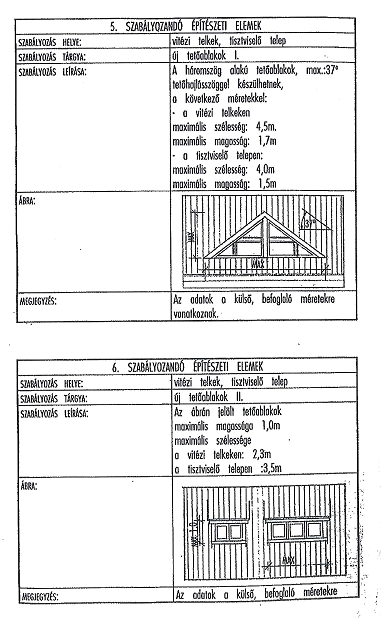 5. SZABÁLYOZANDÓ ÉPÍTÉSZETI ELEMEK
SZABÁLYOZÁS HELYE: vitézi telkek, tisztviselő telep
SZABÁLYOZÁS TÁRGYA: új tetőablakok I.
SZABÁLYOZÁS LEÍRÁSA: A háromszög alakú tetőablakok, max.:37°
tetőhajlásszöggel készülhetnek,
a következő méretekkel:
- a vitézi telkeken
maximális szélesség: 4,5m.
maximális magasság: 1,7m
- a tisztviselő telepen:
maximális szélesség: 4,0m
maximális magasság: 1,5m
ÁBRA:
MAX
37°
MAX
MEGJEGYZÉS: Az adatok a külső, befoglaló méretekre
vonatkoznak.
6. SZABÁLYOZANDÓ ÉPÍTÉSZETI ELEMEK
SZABÁLYOZÁS HELYE: vitézi telkek, tisztviselő telep
SZABÁLYOZÁS TÁRGYA: új tetőablakok II.
SZABÁLYOZÁS LEÍRÁSA: Az ábrán jelölt tetőablakok
maximális magassága 1,0m
maximális szélessége
a vitézi telkeken: 2,3m
a tisztviselő telepen :3,5m
ÁBRA:
MAX 1.0
MAX
MEGJEGYZÉS: Az adatok a külső, befoglaló méretekre